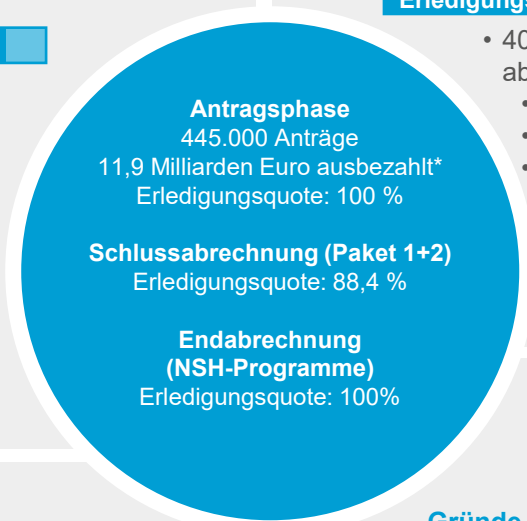 Antragsphase
445.000 Anträge
11,9 Milliarden Euro ausbezahlt*
Erledigungsquote: 100 %
Schlussabrechnung (Paket 1+2)
Erledigungsquote: 88,4 %
Endabrechnung
(NSH-Programme)
Erledigungsquote: 100%
Gründe